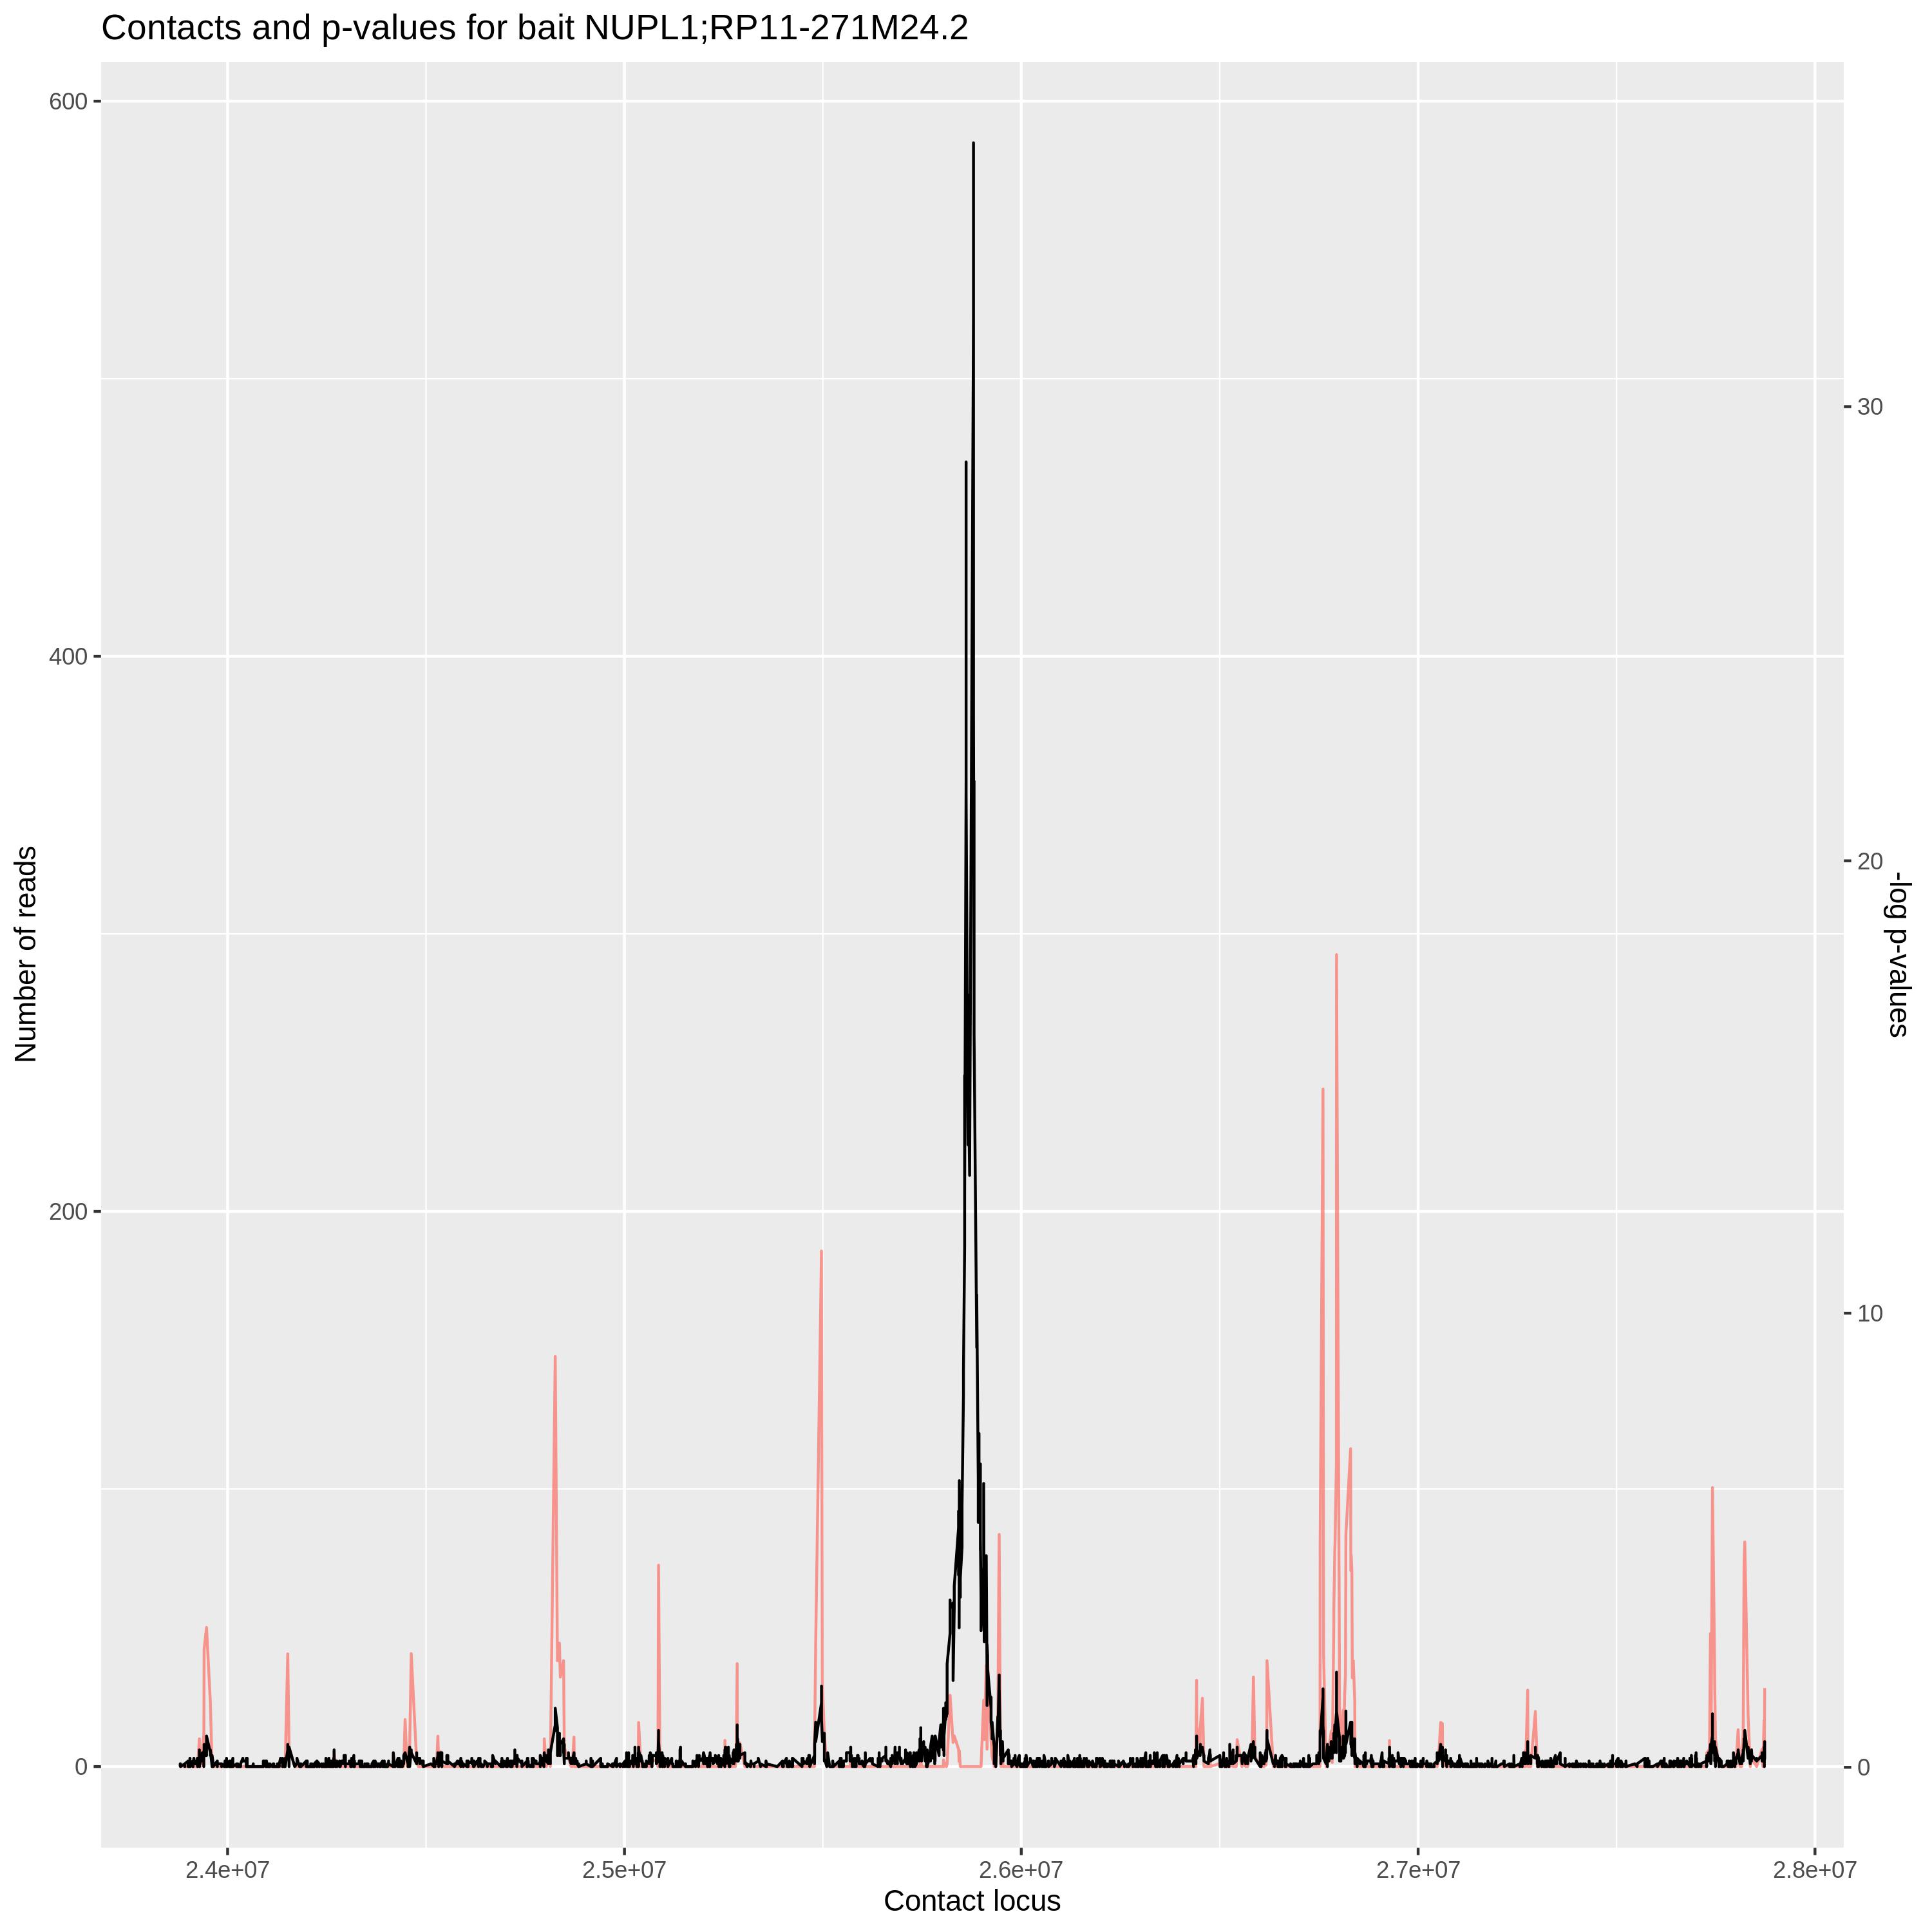 Contacts and p-values for bait NUPL1;RP11-271M24.2
600
400
200
0
Number of reads
30
20
10
0
-log p-values
2.4e+07
2.5e+07
2.6e+07
2.7e+07
2.8e+07
Contact locus